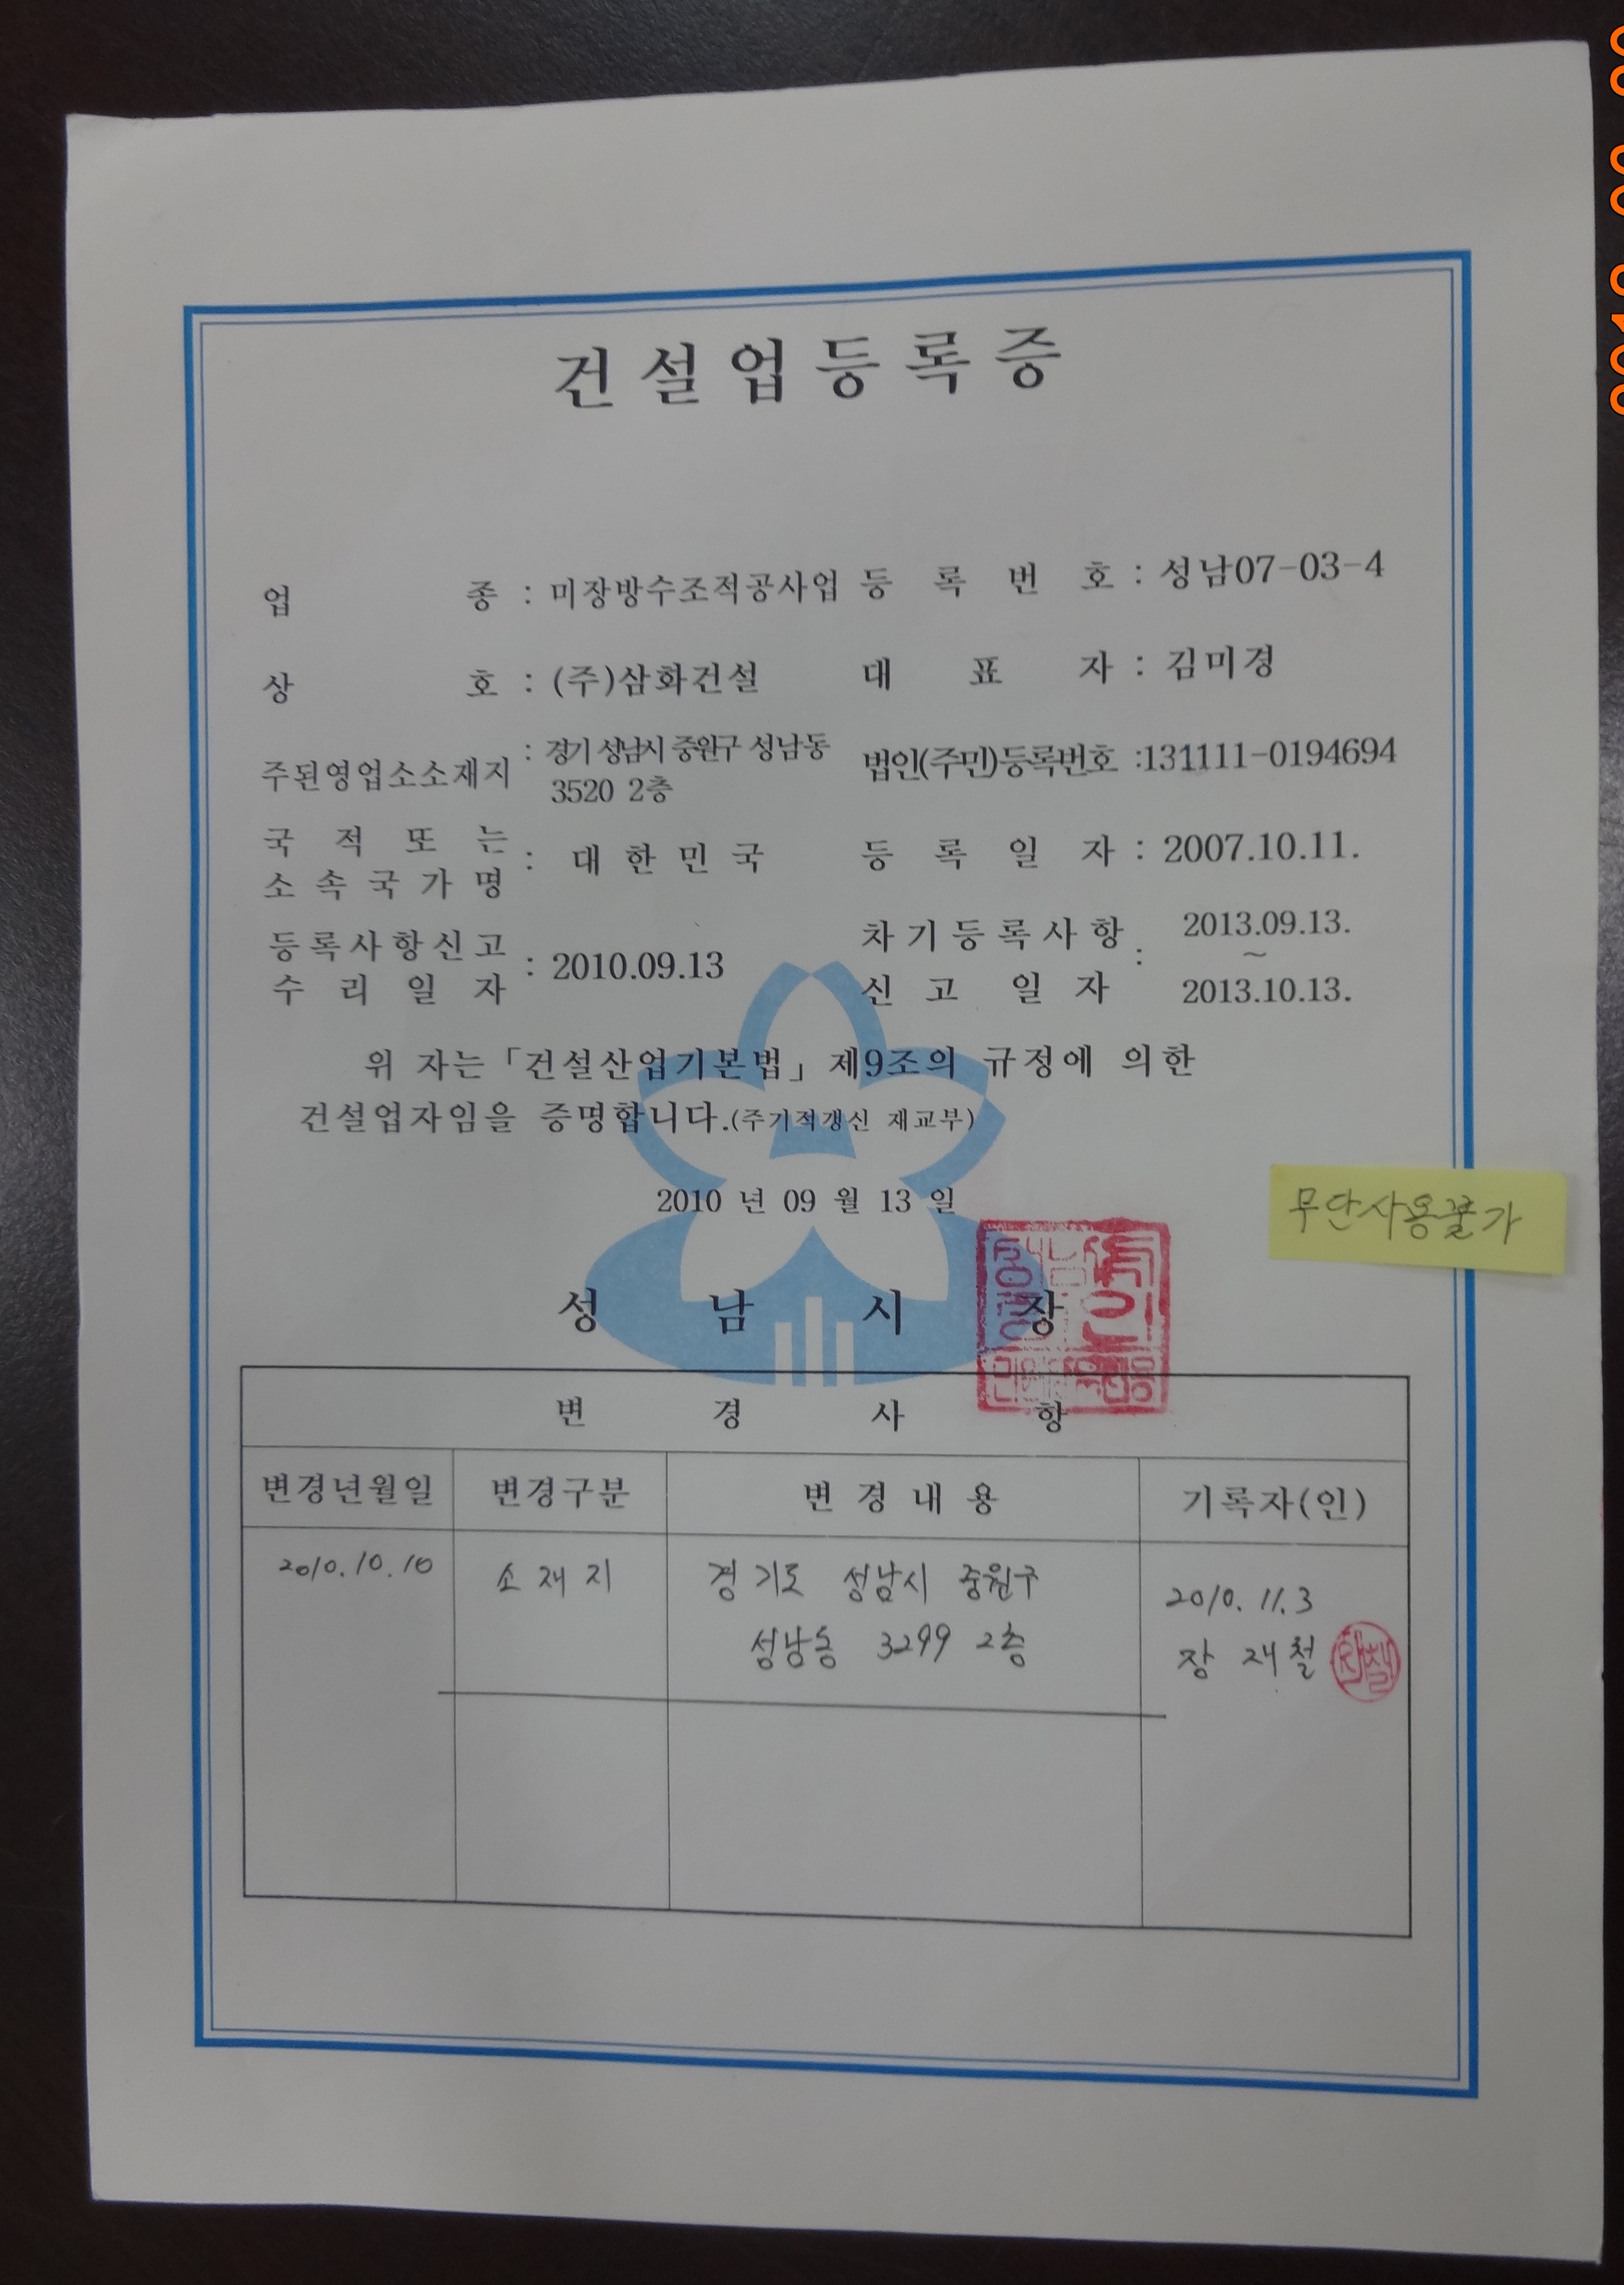 건설업등록증
업 종 : 미장방수조적공사업 등 록 번 호 : 성남07-03-4
상 호 : (주)삼화건설 대 표 자 : 김미경
주된영업소소재지 : 경기 성남시 중원구 성남동 3520 2층 법인(주민)등록번호 :131111-0194694
국 적 또 는 소 속 국 가 명 : 대 한 민 국 등 록 일 자 : 2007.10.11.
등록사항신고 수 리 일 자 : 2010.09.13 차기등록사항 신 고 일 자 : 2013.09.13. ~ 2013.10.13.
위 자는 「건설산업기본법」 제9조의 규정에 의한
건설업자임을 증명합니다.(주기적갱신 재교부)
2010 년 09 월 13 일
무단사용불가
성 남 시 장
변 경 사 항
변경년월일 변경구분 변 경 내 용 기록자(인)
2010.10.10 소재지 경기도 성남시 중원구
성남동 3299 2층
2010. 11.3
장 재철